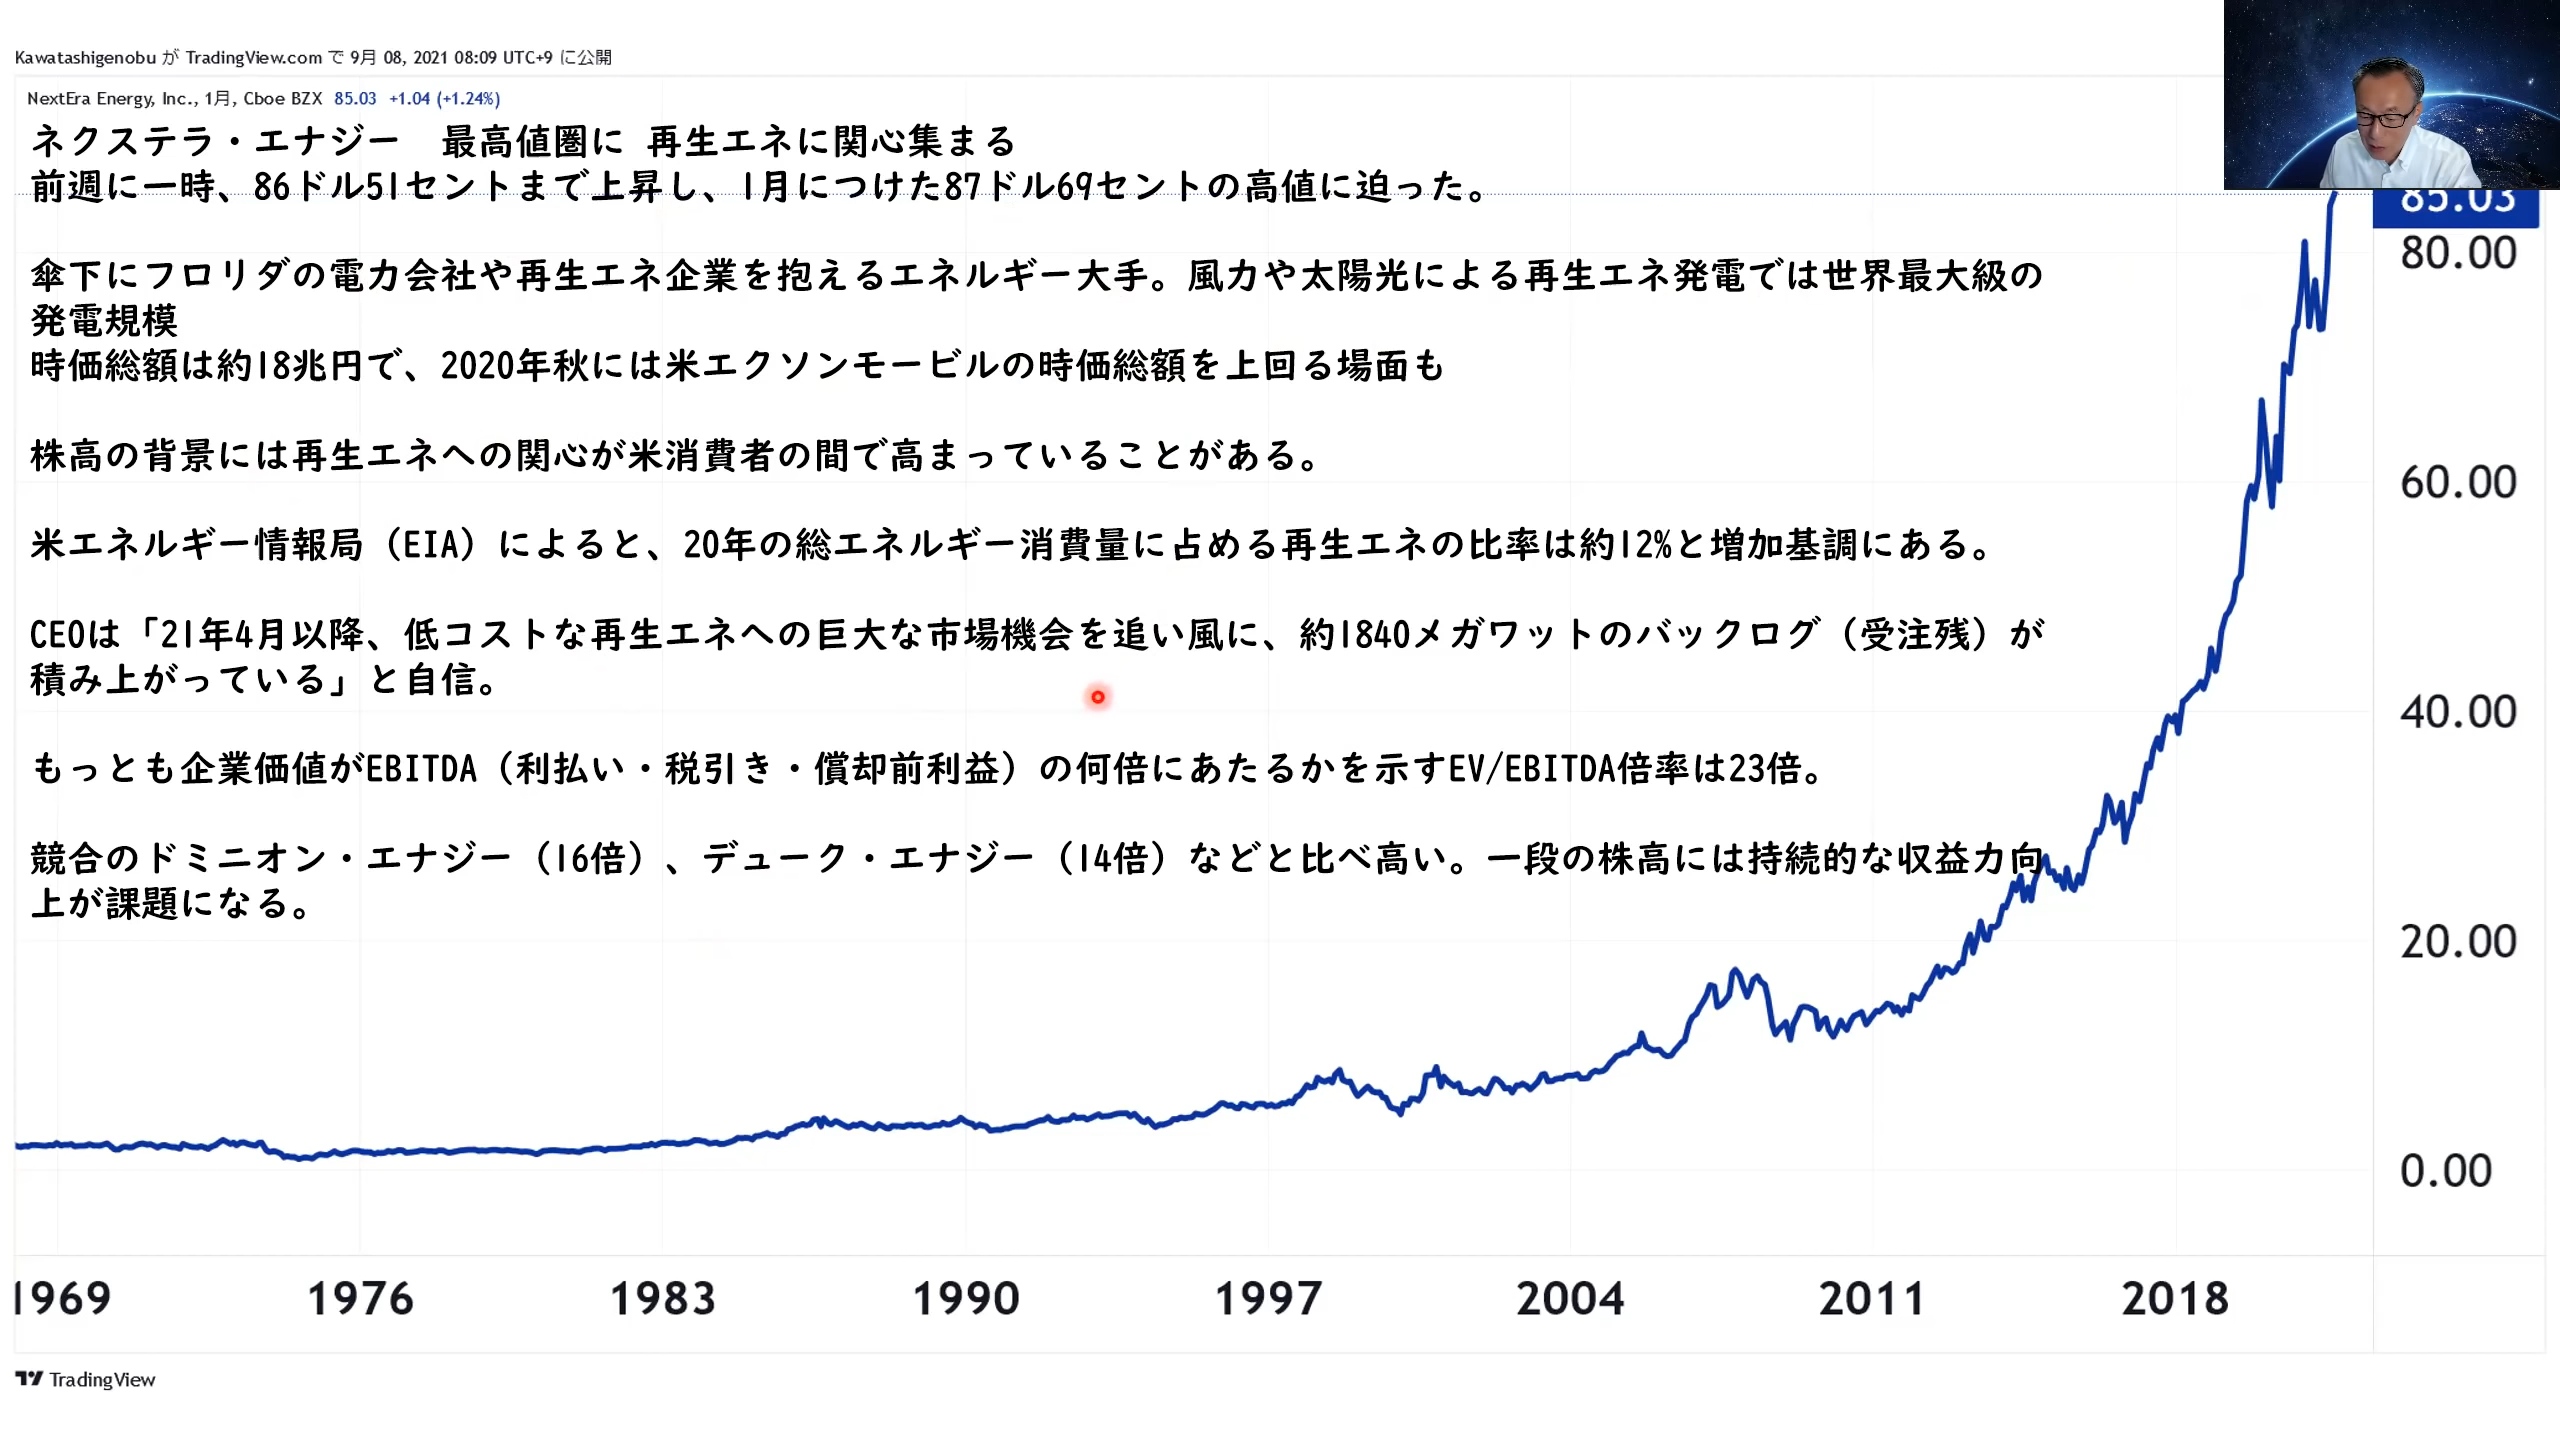 Kawatashigenobu が TradingView.com で 9月 08, 2021 08:09 UTC+9 に公開
NextEra Energy, Inc., 1月, Cboe BZX 85.03 +1.04 (+1.24%)
ネクステラ・エナジー 最高値圏に 再生エネに関心集まる
前週に一時、86ドル51セントまで上昇し、1月につけた87ドル69セントの高値に迫った。
傘下にフロリダの電力会社や再生エネ企業を抱えるエネルギー大手。風力や太陽光による再生エネ発電では世界最大級の
発電規模
時価総額は約18兆円で、2020年秋には米エクソンモービルの時価総額を上回る場面も
株高の背景には再生エネへの関心が米消費者の間で高まっていることがある。
米エネルギー情報局（EIA）によると、20年の総エネルギー消費量に占める再生エネの比率は約12%と増加基調にある。
CEOは「21年4月以降、低コストな再生エネへの巨大な市場機会を追い風に、約1840メガワットのバックログ（受注残）が
積み上がっている」と自信。
もっとも企業価値がEBITDA（利払い・税引き・償却前利益）の何倍にあたるかを示すEV/EBITDA倍率は23倍。
競合のドミニオン・エナジー（16倍）、デューク・エナジー（14倍）などと比べ高い。一段の株高には持続的な収益力向
上が課題になる。
85.03
80.00
60.00
40.00
20.00
0.00
1969 1976 1983 1990 1997 2004 2011 2018
TradingView